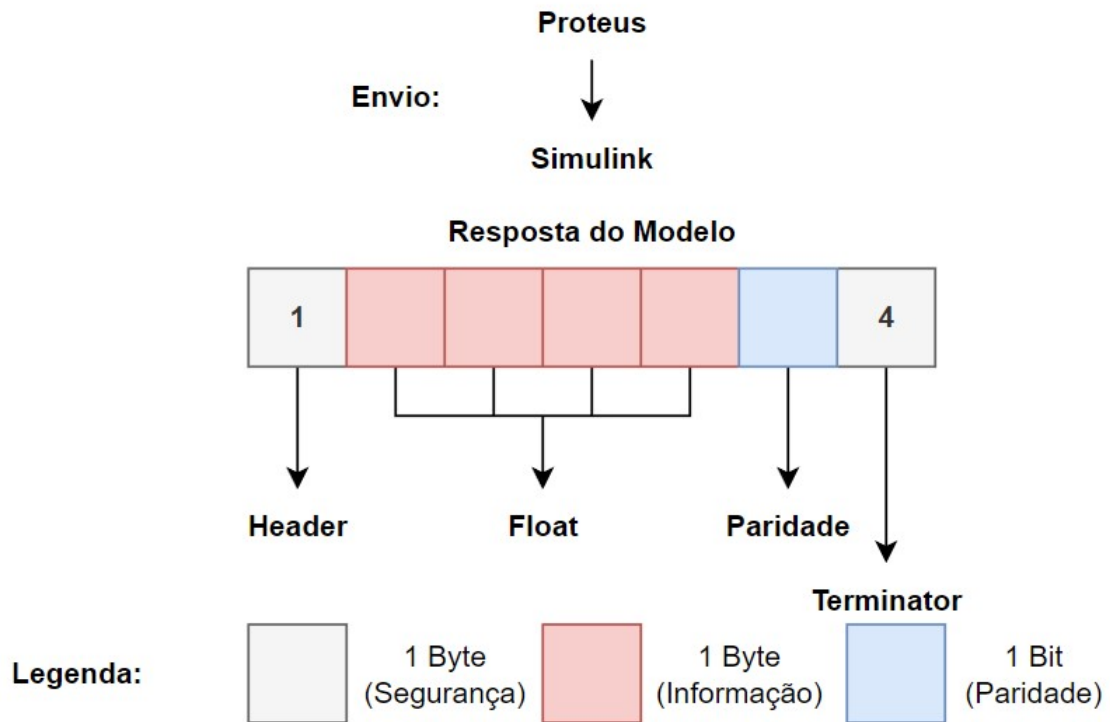 Proteus
Envio:
Simulink
Resposta do Modelo
1
4
Header
Float
Paridade
Terminator
Legenda:
1 Byte
(Segurança)
1 Byte
(Informação)
1 Bit
(Paridade)